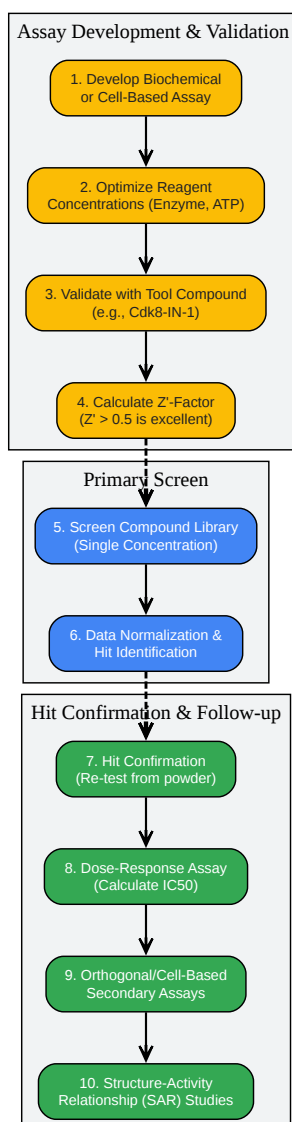 Assay Development & Validation
1. Develop Biochemical
or Cell-Based Assay
2. Optimize Reagent
Concentrations (Enzyme, ATP)
3. Validate with Tool Compound
(e.g., Cdk8-IN-1)
4. Calculate Z'-Factor
(Z' > 0.5 is excellent)
Primary Screen
5. Screen Compound Library
(Single Concentration)
6. Data Normalization &
Hit Identification
Hit Confirmation & Follow-up
7. Hit Confirmation
(Re-test from powder)
8. Dose-Response Assay
(Calculate IC50)
9. Orthogonal/Cell-Based
Secondary Assays
10. Structure-Activity
Relationship (SAR) Studies